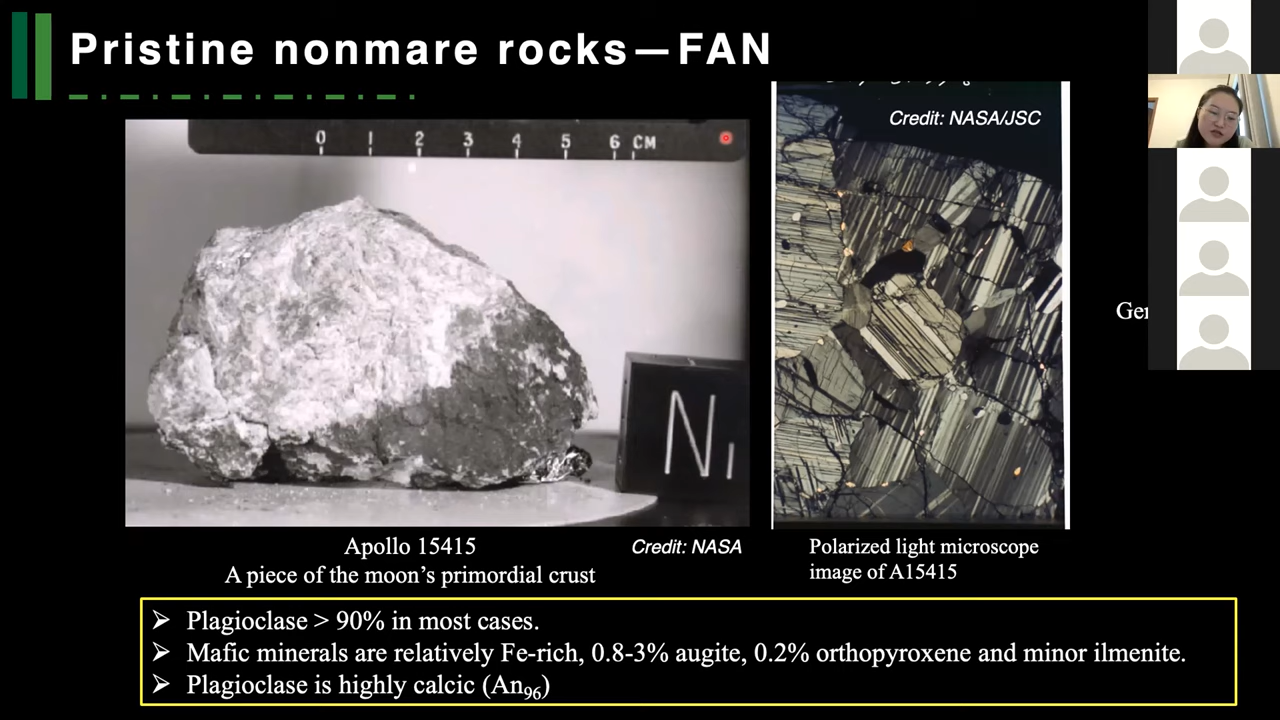 Pristine nonmare rocks—FAN
0 1 2 3 4 5 6 CM
Credit: NASA/JSC
N1
Ger
Apollo 15415
A piece of the moon’s primordial crust
Credit: NASA
Polarized light microscope
image of A15415
➢ Plagioclase > 90% in most cases.
➢ Mafic minerals are relatively Fe-rich, 0.8-3% augite, 0.2% orthopyroxene and minor ilmenite.
➢ Plagioclase is highly calcic (An₉₆)